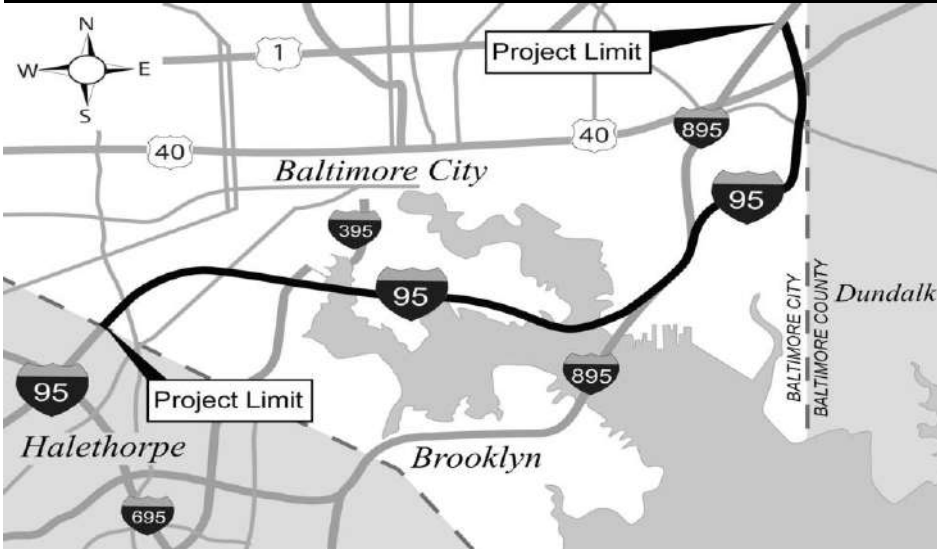 N
W E
S
1
Project Limit
40
40
895
Baltimore City
95
395
95
BALTIMORE CITY
BALTIMORE COUNTY
Dundalk
895
95
Project Limit
Halethorpe
Brooklyn
695